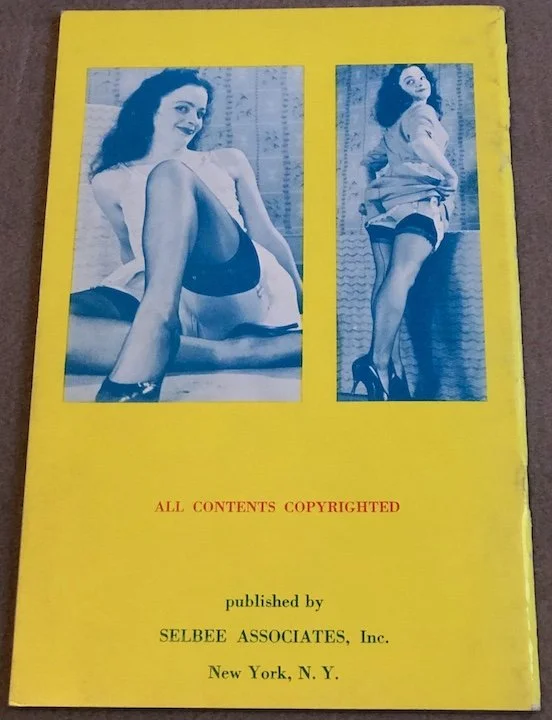 ALL CONTENTS COPYRIGHTED
published by
SELBEE ASSOCIATES, Inc.
New York, N. Y.